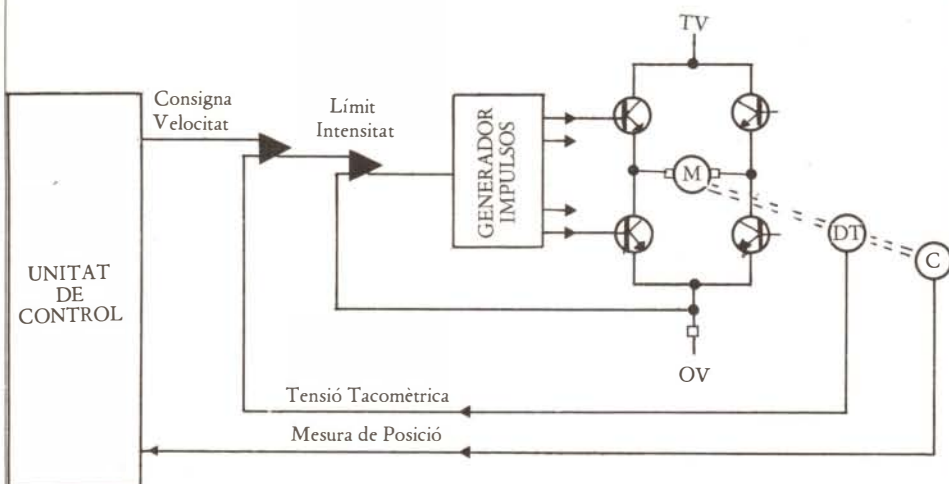 TV
Consigna
Velocitat
Límit
Intensitat
GENERADOR
IMPULSOS
M
DT
C
UNITAT
DE
CONTROL
OV
Tensió Tacomètrica
Mesura de Posició